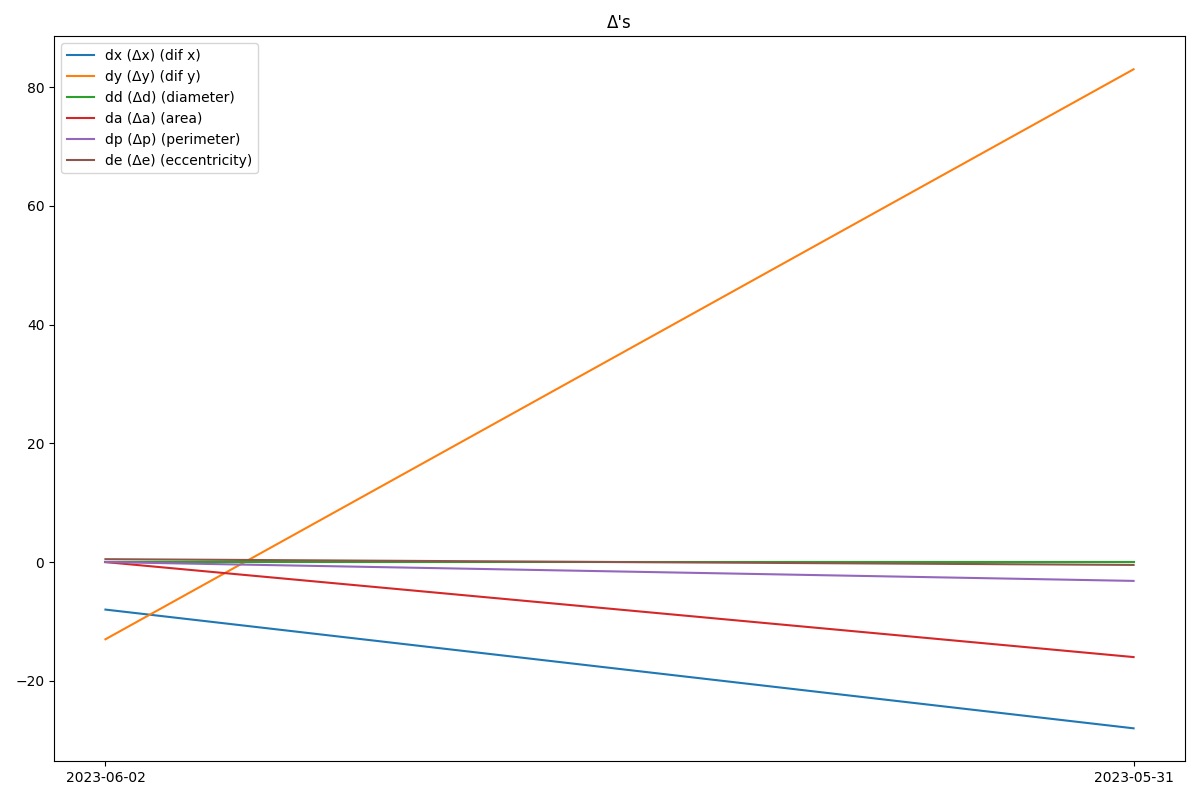 Δ's
dx (Δx) (dif x)
dy (Δy) (dif y)
dd (Δd) (diameter)
da (Δa) (area)
dp (Δp) (perimeter)
de (Δe) (eccentricity)
80
60
40
20
0
−20
2023-06-02 2023-05-31